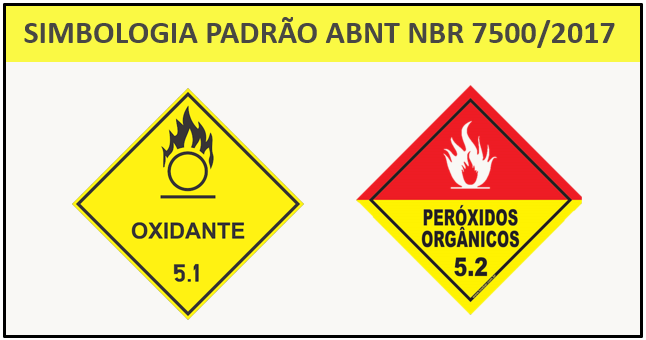 SIMBOLOGIA PADRÃO ABNT NBR 7500/2017
OXIDANTE
5.1
PERÓXIDOS
ORGÂNICOS
5.2